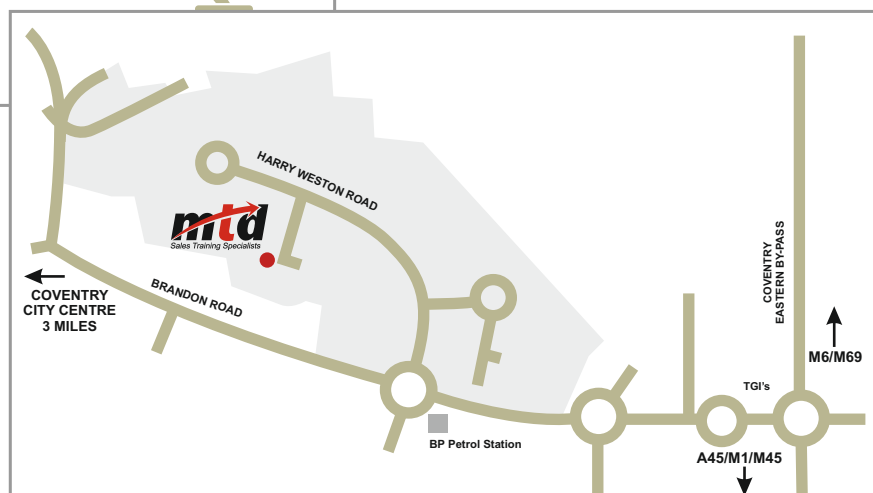 HARRY WESTON ROAD
mtd
Sales Training Specialists
COVENTRY
EASTERN BY-PASS
BRANDON ROAD
COVENTRY
CITY CENTRE
3 MILES
M6/M69
TGI's
BP Petrol Station
A45/M1/M45